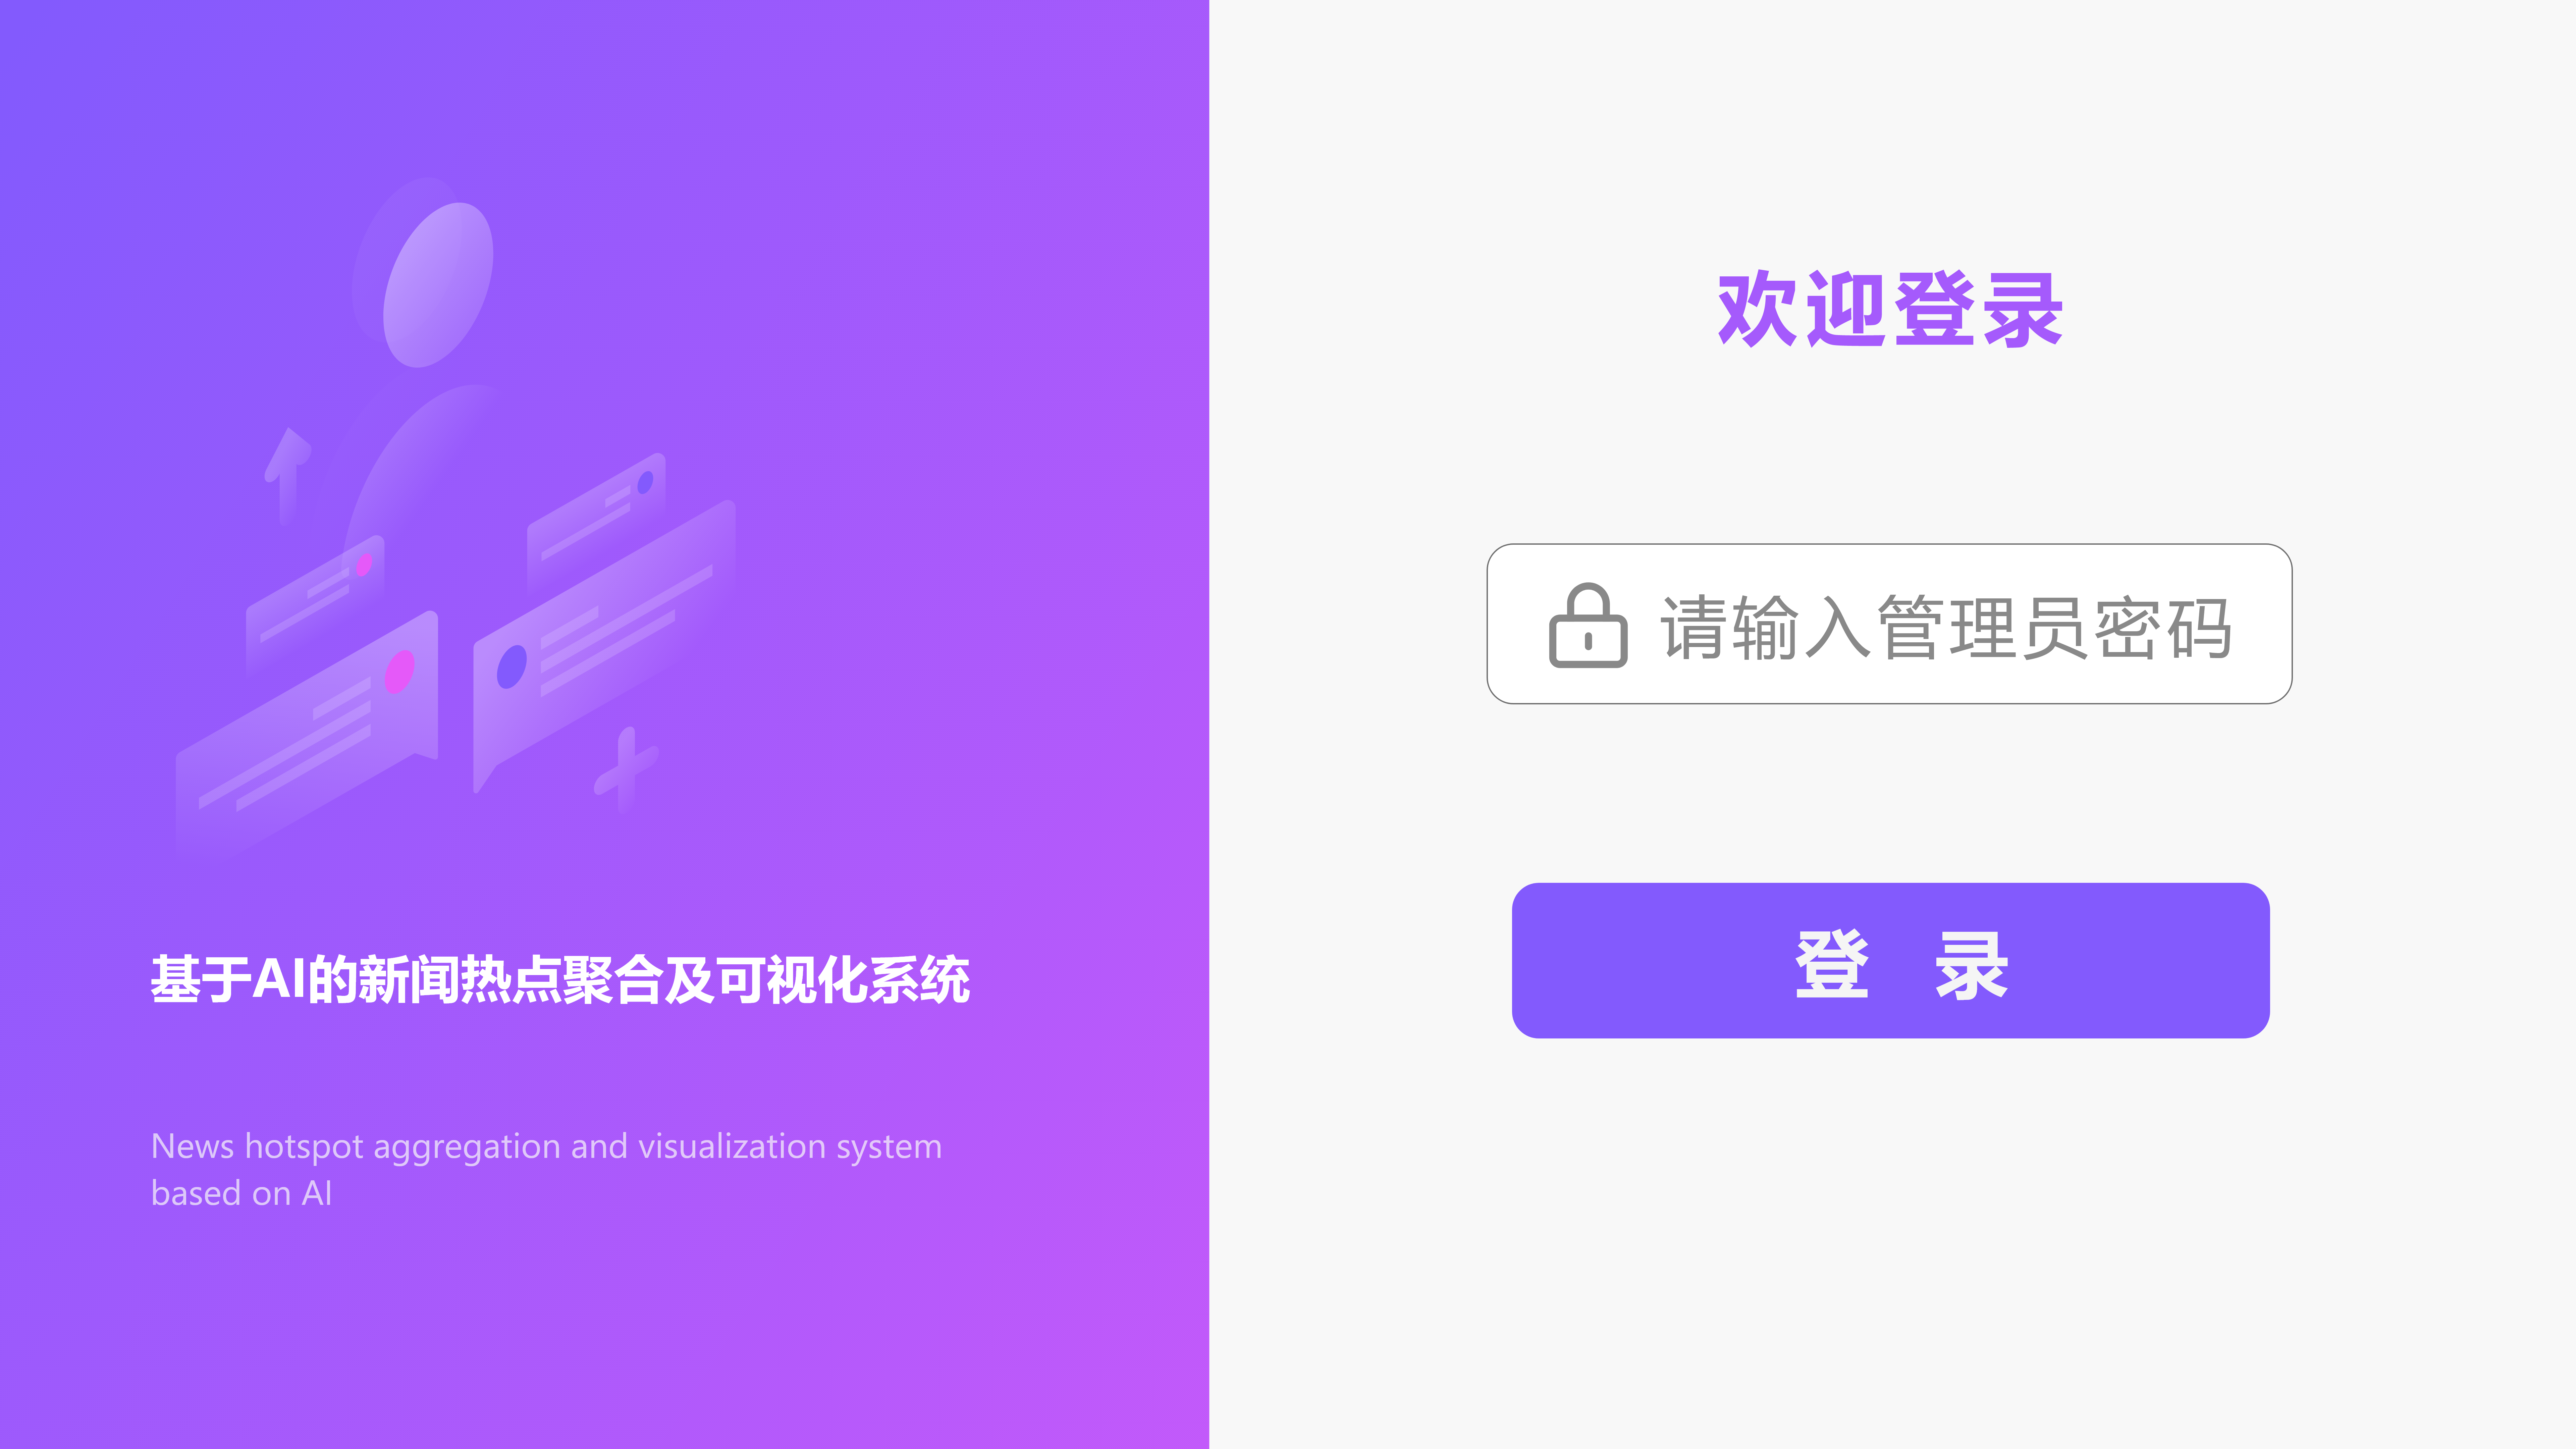 基于AI的新闻热点聚合及可视化系统
News hotspot aggregation and visualization system
based on AI
欢迎登录
请输入管理员密码
登 录